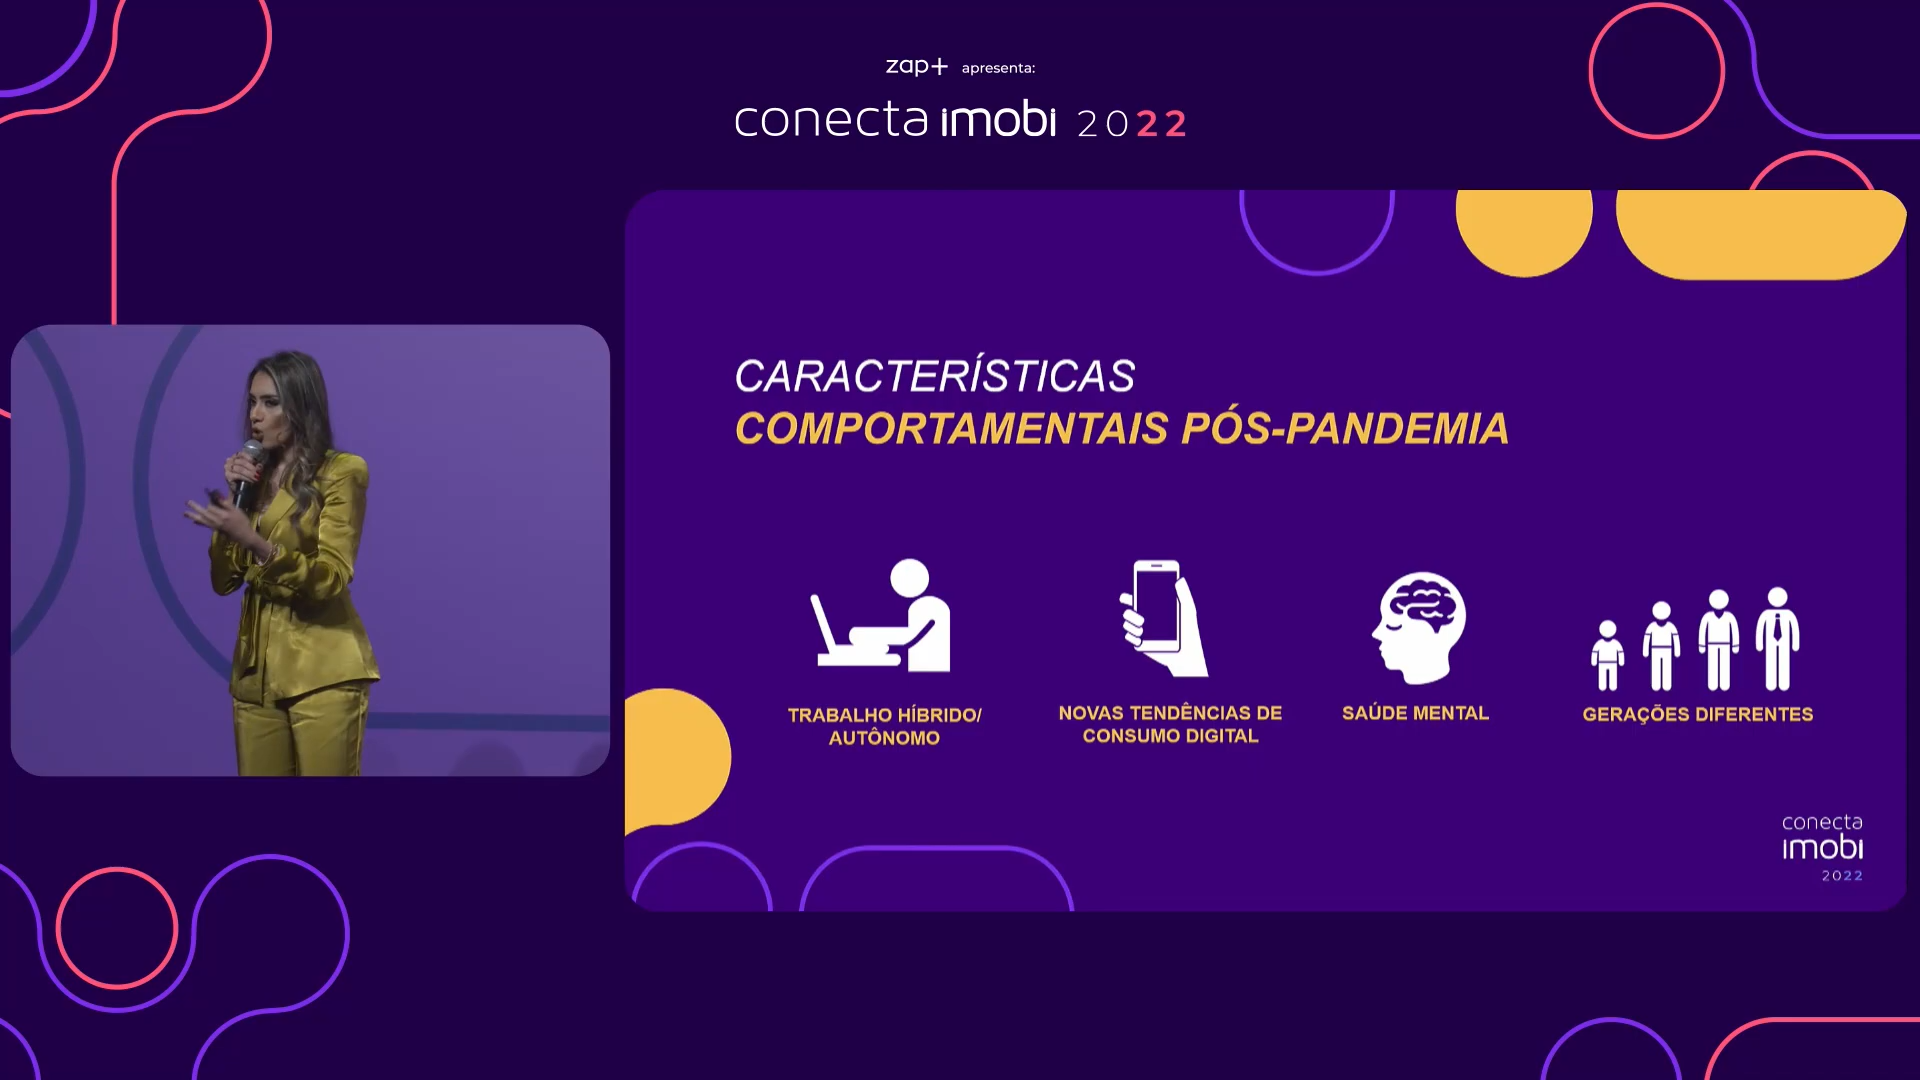 zap+ apresenta:
conecta imobi 2022
CARACTERÍSTICAS
COMPORTAMENTAIS PÓS-PANDEMIA
TRABALHO HÍBRIDO/
AUTÔNOMO
NOVAS TENDÊNCIAS DE
CONSUMO DIGITAL
SAÚDE MENTAL
GERAÇÕES DIFERENTES
conecta
imobi
2022